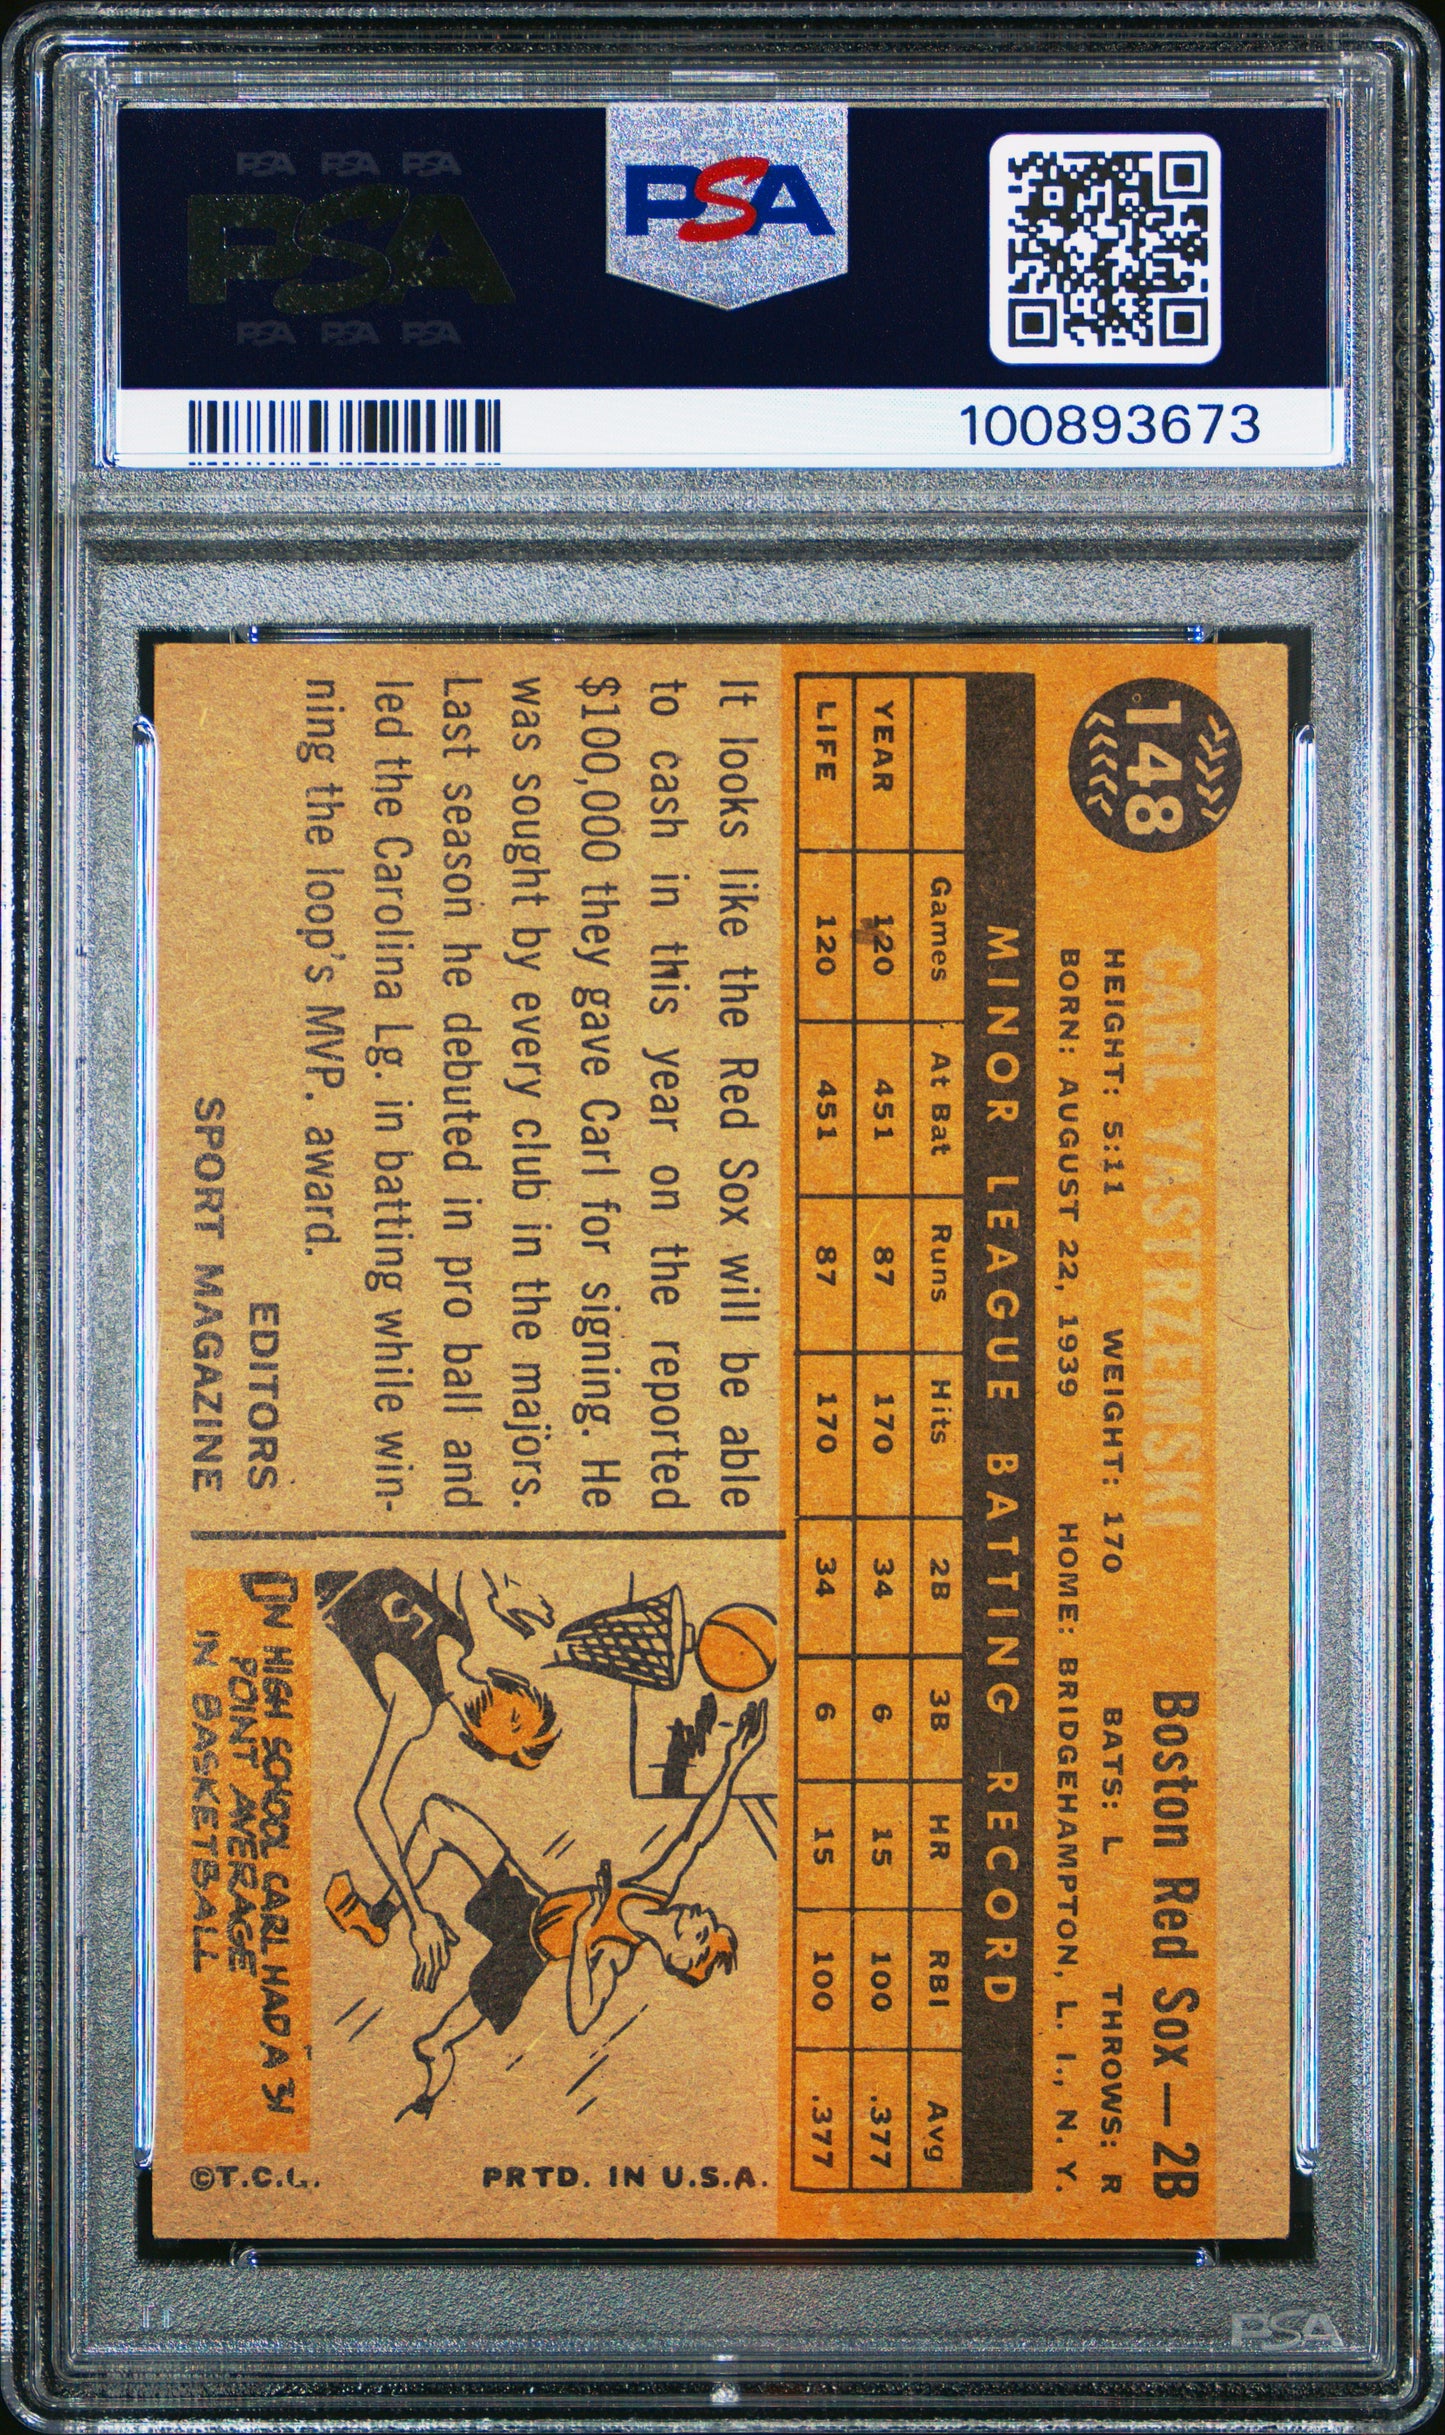 PSA PSA PSA
PSA
PSA PSA PSA
PSA
100893673
148
CARL YASTRZEMSKI Boston Red Sox — 2B
HEIGHT: 5:11 WEIGHT: 170 BATS: L THROWS: R
BORN: AUGUST 22, 1939 HOME: BRIDGEHAMPTON, L. I., N. Y.
MINOR LEAGUE BATTING RECORD
Games At Bat Runs Hits 2B 3B HR RBI Avg
YEAR 120 451 87 170 34 6 15 100 .377
LIFE 120 451 87 170 34 6 15 100 .377
It looks like the Red Sox will be able
to cash in this year on the reported
$100,000 they gave Carl for signing. He
was sought by every club in the majors.
Last season he debuted in pro ball and
led the Carolina Lg. in batting while win-
ning the loop's MVP. award.
EDITORS
SPORT MAGAZINE
5
IN HIGH SCHOOL CARL HAD A 34
POINT AVERAGE
IN BASKETBALL
PRTD. IN U.S.A.
©T.C.G.
PSA